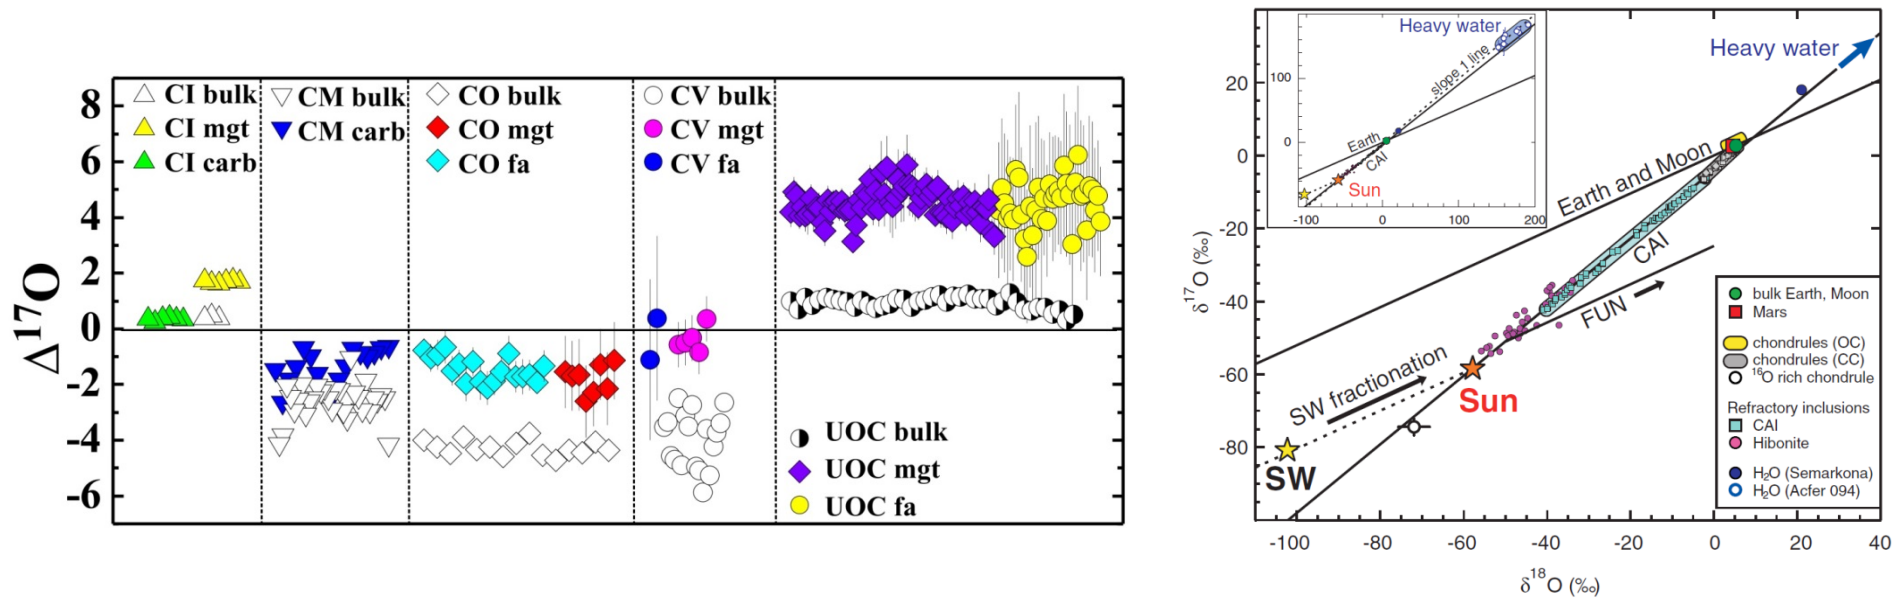 8
6
4
2
0
-2
-4
-6
Δ17O
CI bulk
CI mgt
CI carb
CM bulk
CM carb
CO bulk
CO mgt
CO fa
CV bulk
CV mgt
CV fa
UOC bulk
UOC mgt
UOC fa
Heavy water
slope 1 line
100
0
Earth
CAI
Sun
-100
0
100
200
Heavy water
20
0
-20
-40
-60
-80
δ17O (‰)
Earth and Moon
CAI
FUN
SW fractionation
Sun
SW
bulk Earth, Moon
Mars
chondrules (OC)
chondrules (CC)
16O rich chondrule
Refractory inclusions
CAI
Hibonite
H2O (Semarkona)
H2O (Acfer 094)
-100
-80
-60
-40
-20
0
20
40
δ18O (‰)